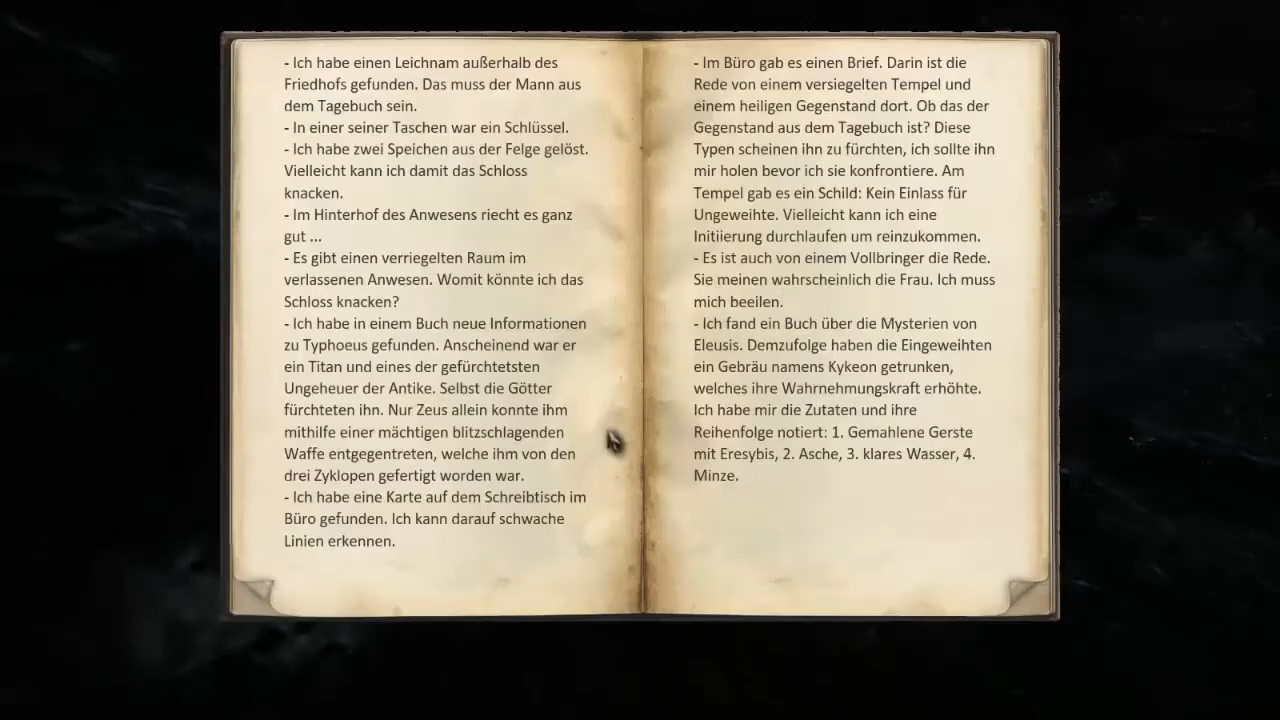 - Ich habe einen Leichnam außerhalb des
Friedhofs gefunden. Das muss der Mann aus
dem Tagebuch sein.
- In einer seiner Taschen war ein Schlüssel.
- Ich habe zwei Speichen aus der Felge gelöst.
Vielleicht kann ich damit das Schloss
knacken.
- Im Hinterhof des Anwesens riecht es ganz
gut ...
- Es gibt einen verriegelten Raum im
verlassenen Anwesen. Womit könnte ich das
Schloss knacken?
- Ich habe in einem Buch neue Informationen
zu Typhoeus gefunden. Anscheinend war er
ein Titan und eines der gefürchtetsten
Ungeheuer der Antike. Selbst die Götter
fürchteten ihn. Nur Zeus allein konnte ihm
mithilfe einer mächtigen blitzschlagenden
Waffe entgegentreten, welche ihm von den
drei Zyklopen gefertigt worden war.
- Ich habe eine Karte auf dem Schreibtisch im
Büro gefunden. Ich kann darauf schwache
Linien erkennen.
- Im Büro gab es einen Brief. Darin ist die
Rede von einem versiegelten Tempel und
einem heiligen Gegenstand dort. Ob das der
Gegenstand aus dem Tagebuch ist? Diese
Typen scheinen ihn zu fürchten, ich sollte ihn
mir holen bevor ich sie konfrontiere. Am
Tempel gab es ein Schild: Kein Einlass für
Ungeweihte. Vielleicht kann ich eine
Initiierung durchlaufen um reinzukommen.
- Es ist auch von einem Vollbringer die Rede.
Sie meinen wahrscheinlich die Frau. Ich muss
mich beeilen.
- Ich fand ein Buch über die Mysterien von
Eleusis. Demzufolge haben die Eingeweihten
ein Gebräu namens Kykeon getrunken,
welches ihre Wahrnehmungskraft erhöhte.
Ich habe mir die Zutaten und ihre
Reihenfolge notiert: 1. Gemahlene Gerste
mit Eresybis, 2. Asche, 3. klares Wasser, 4.
Minze.